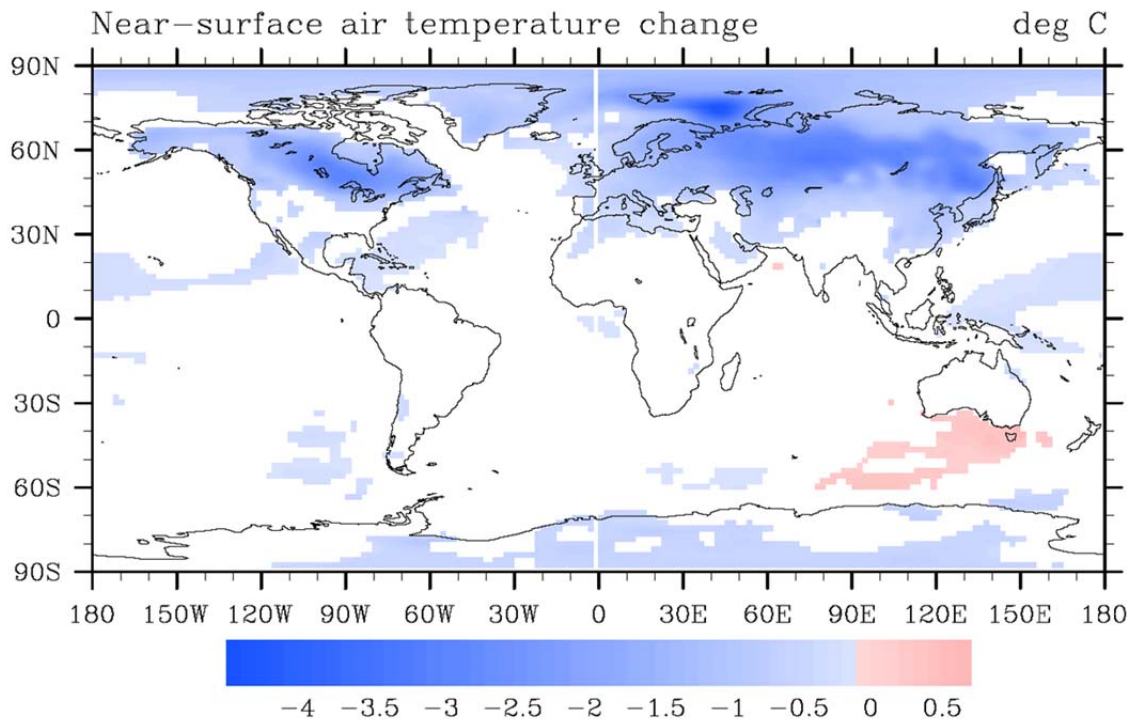 Near-surface air temperature change deg C
90N
60N
30N
0
30S
60S
90S
180 150W 120W 90W 60W 30W 0 30E 60E 90E 120E 150E 180
-4 -3.5 -3 -2.5 -2 -1.5 -1 -0.5 0 0.5